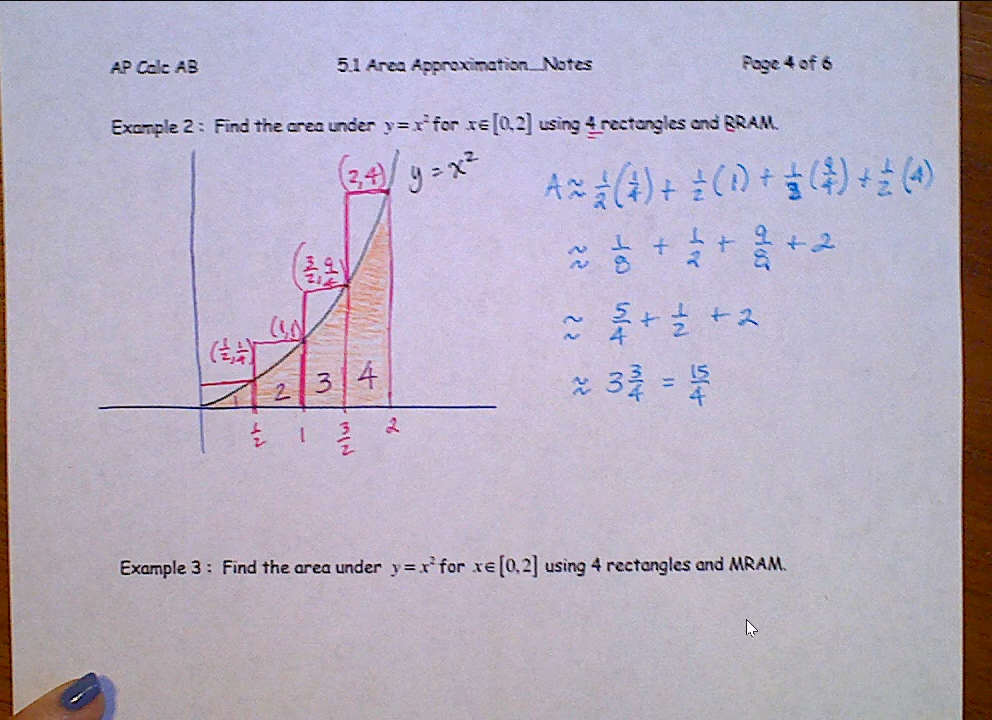 AP Calc AB 5.1 Area Approximation__Notes Page 4 of 6
Example 2 : Find the area under y = x² for x∈[0,2] using 4 rectangles and RRAM.
(2,4) y = x²
A ≈ 1/2(1/4) + 1/2(1) + 1/2(9/4) + 1/2(4)
(3/2, 9/4)
≈ 1/8 + 1/2 + 9/8 + 2
(1,1)
≈ 5/4 + 1/2 + 2
(1/2, 1/4)
1 2 3 4
≈ 3 3/4 = 15/4
1/2 1 3/2 2
Example 3 : Find the area under y = x² for x∈[0,2] using 4 rectangles and MRAM.